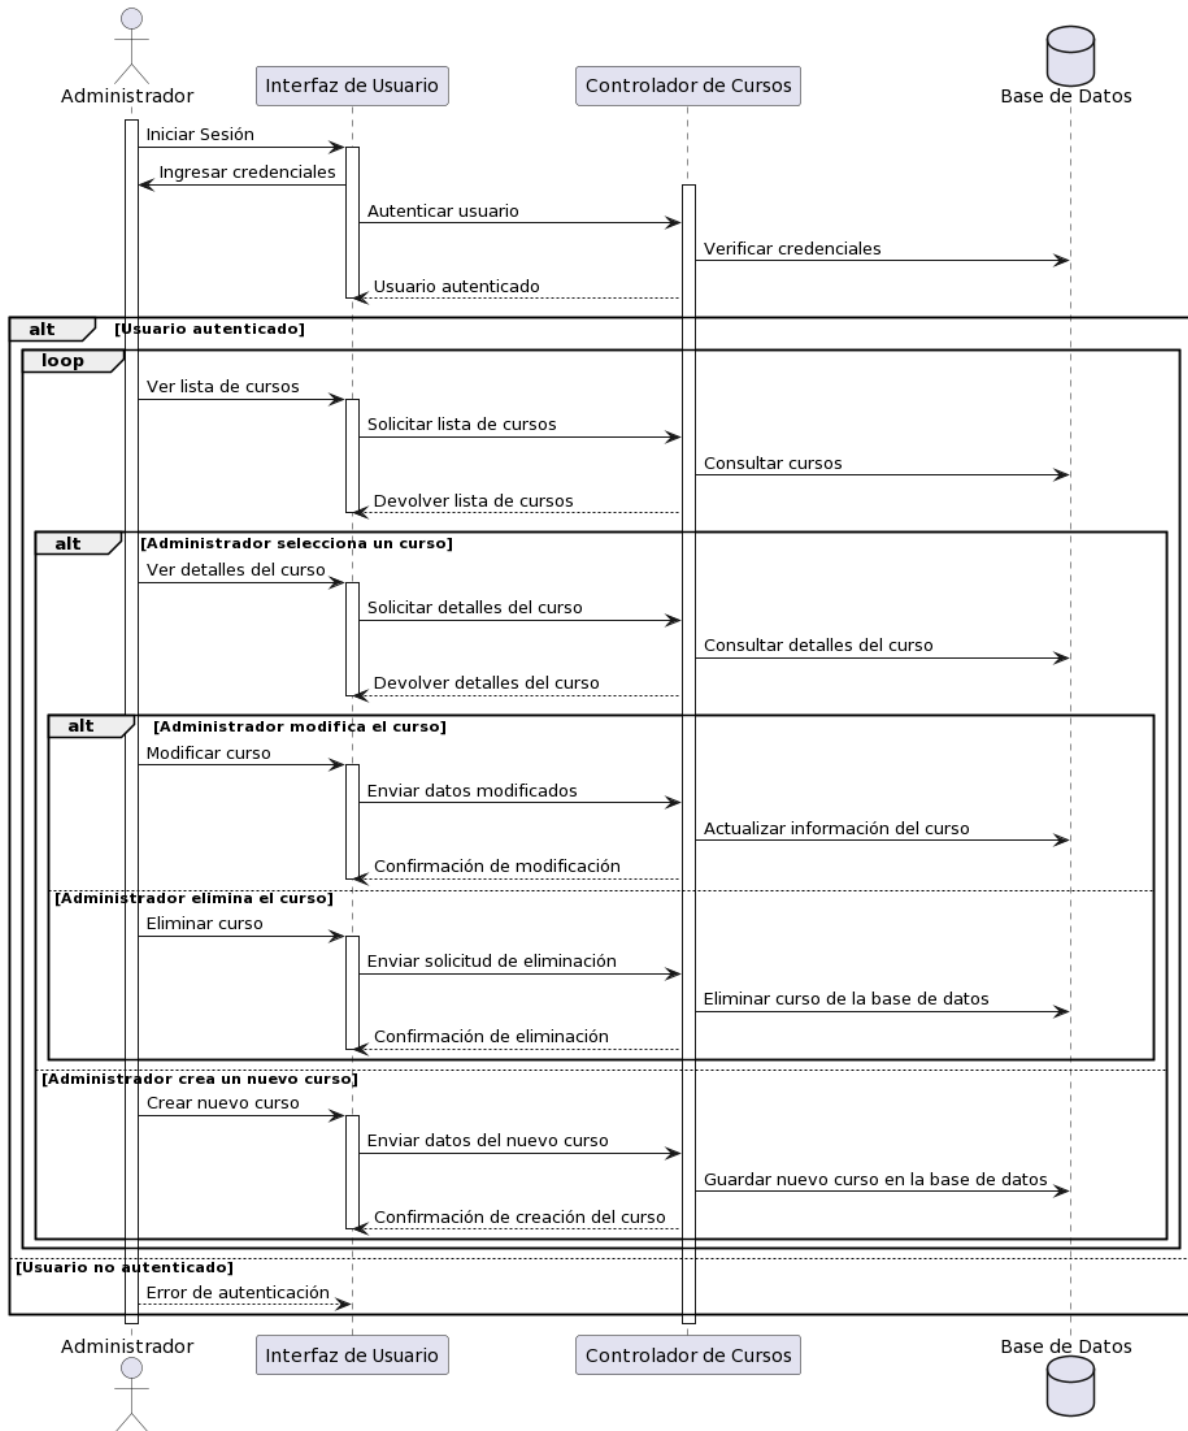 Administrador
Interfaz de Usuario
Controlador de Cursos
Base de Datos
Iniciar Sesión
Ingresar credenciales
Autenticar usuario
Verificar credenciales
Usuario autenticado
alt
[Usuario autenticado]
loop
Ver lista de cursos
Solicitar lista de cursos
Consultar cursos
Devolver lista de cursos
alt
[Administrador selecciona un curso]
Ver detalles del curso
Solicitar detalles del curso
Consultar detalles del curso
Devolver detalles del curso
alt
[Administrador modifica el curso]
Modificar curso
Enviar datos modificados
Actualizar información del curso
Confirmación de modificación
[Administrador elimina el curso]
Eliminar curso
Enviar solicitud de eliminación
Eliminar curso de la base de datos
Confirmación de eliminación
[Administrador crea un nuevo curso]
Crear nuevo curso
Enviar datos del nuevo curso
Guardar nuevo curso en la base de datos
Confirmación de creación del curso
[Usuario no autenticado]
Error de autenticación
Administrador
Interfaz de Usuario
Controlador de Cursos
Base de Datos